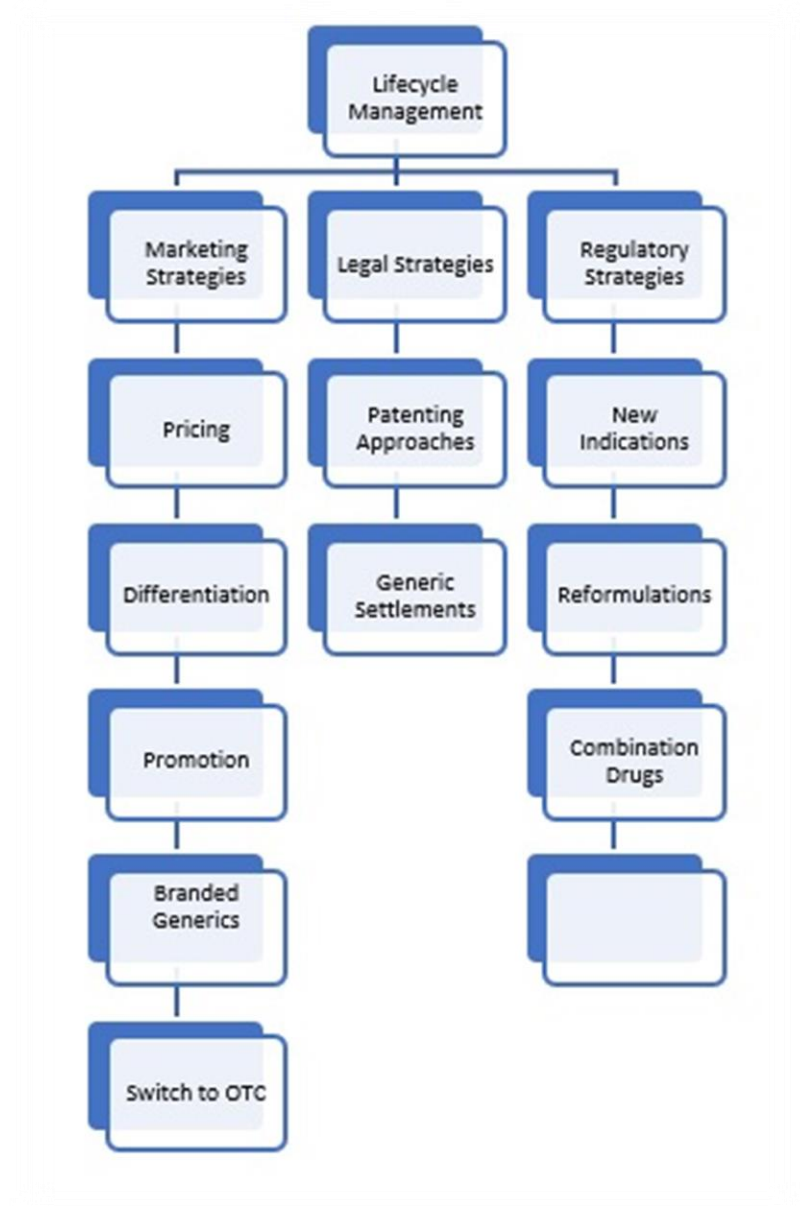 Lifecycle
Management
Marketing
Strategies
Legal Strategies
Regulatory
Strategies
Pricing
Patenting
Approaches
New
Indications
Differentiation
Generic
Settlements
Reformulations
Promotion
Combination
Drugs
Branded
Generics
Switch to OTC